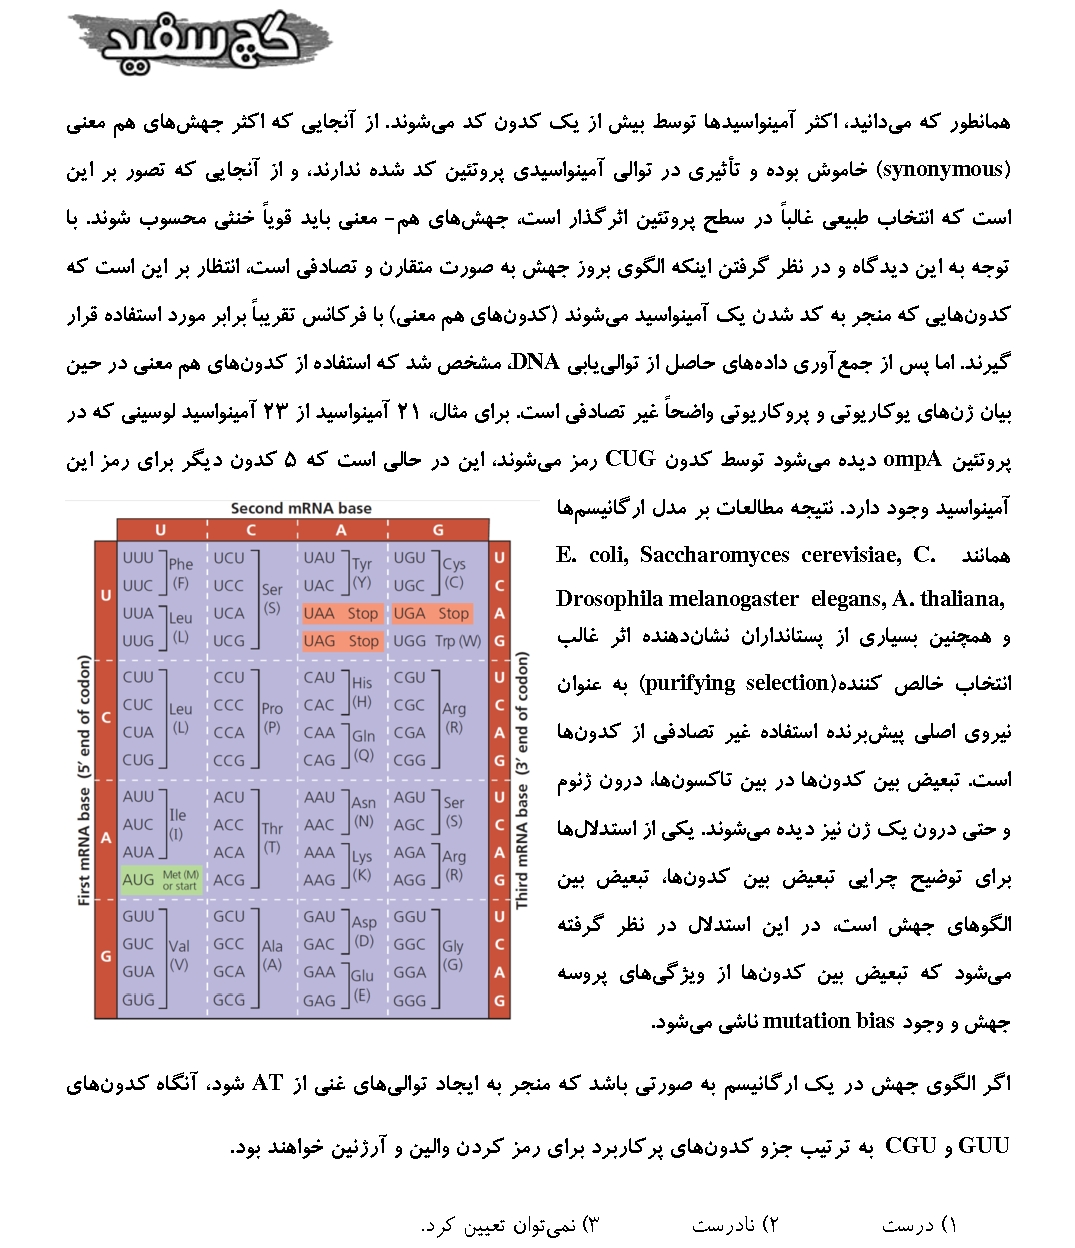 گچ سفید
همانطور که می‌دانید، اکثر آمینواسیدها توسط بیش از یک کدون کد می‌شوند. از آنجایی که اکثر جهش‌های هم معنی
(synonymous) خاموش بوده و تأثیری در توالی آمینواسیدی پروتئین کد شده ندارند، و از آنجایی که تصور بر این
است که انتخاب طبیعی غالباً در سطح پروتئین اثرگذار است، جهش‌های هم- معنی باید قویاً خنثی محسوب شوند. با
توجه به این دیدگاه و در نظر گرفتن اینکه الگوی بروز جهش به صورت متقارن و تصادفی است، انتظار بر این است که
کدون‌هایی که منجر به کد شدن یک آمینواسید می‌شوند (کدون‌های هم معنی) با فرکانس تقریباً برابر مورد استفاده قرار
گیرند. اما پس از جمع‌آوری داده‌های حاصل از توالی‌یابی DNA، مشخص شد که استفاده از کدون‌های هم معنی در حین
بیان ژن‌های یوکاریوتی و پروکاریوتی واضحاً غیر تصادفی است. برای مثال، ۲۱ آمینواسید از ۲۳ آمینواسید لوسینی که در
پروتئین ompA دیده می‌شود توسط کدون CUG رمز می‌شوند، این در حالی است که ۵ کدون دیگر برای رمز این
آمینواسید وجود دارد. نتیجه مطالعات بر مدل ارگانیسم‌ها
همانند E. coli, Saccharomyces cerevisiae, C.
Drosophila melanogaster elegans, A. thaliana,
و همچنین بسیاری از پستانداران نشان‌دهنده اثر غالب
انتخاب خالص کننده(purifying selection) به عنوان
نیروی اصلی پیش‌برنده استفاده غیر تصادفی از کدون‌ها
است. تبعیض بین کدون‌ها در بین تاکسون‌ها، درون ژنوم
و حتی درون یک ژن نیز دیده می‌شوند. یکی از استدلال‌ها
برای توضیح چرایی تبعیض بین کدون‌ها، تبعیض بین
الگوهای جهش است، در این استدلال در نظر گرفته
می‌شود که تبعیض بین کدون‌ها از ویژگی‌های پروسه
جهش و وجود mutation bias ناشی می‌شود.
Second mRNA base
U C A G
First mRNA base (5′ end of codon)
Third mRNA base (3′ end of codon)
U
UUU Phe UCU UAU Tyr UGU Cys U
UUC (F) UCC Ser UAC (Y) UGC (C) C
UUA Leu UCA (S) UAA Stop UGA Stop A
UUG (L) UCG UAG Stop UGG Trp (W) G
C
CUU CCU CAU His CGU U
CUC Leu CCC Pro CAC (H) CGC Arg C
CUA (L) CCA (P) CAA Gln CGA (R) A
CUG CCG CAG (Q) CGG G
A
AUU ACU AAU Asn AGU Ser U
AUC Ile (I) ACC Thr AAC (N) AGC (S) C
AUA ACA (T) AAA Lys AGA Arg A
AUG Met (M) or start ACG AAG (K) AGG (R) G
G
GUU GCU GAU Asp GGU U
GUC Val GCC Ala GAC (D) GGC Gly C
GUA (V) GCA (A) GAA Glu GGA (G) A
GUG GCG GAG (E) GGG G
اگر الگوی جهش در یک ارگانیسم به صورتی باشد که منجر به ایجاد توالی‌های غنی از AT شود، آنگاه کدون‌های
GUU و CGU به ترتیب جزو کدون‌های پرکاربرد برای رمز کردن والین و آرژنین خواهند بود.
۱) درست ۲) نادرست ۳) نمی‌توان تعیین کرد.